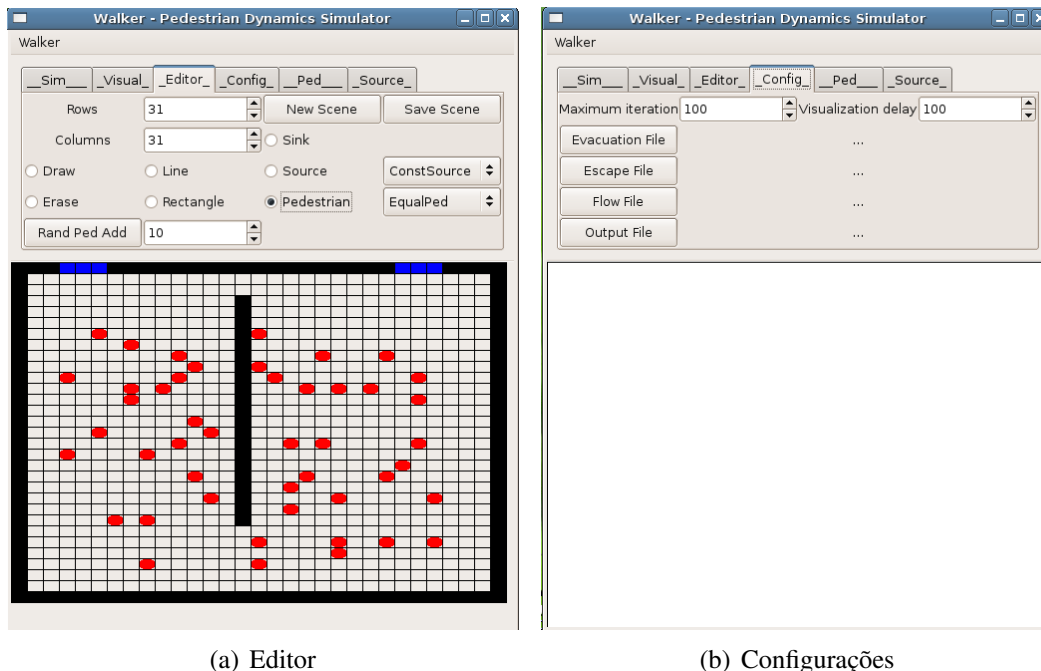 Walker - Pedestrian Dynamics Simulator
Walker
__Sim___ _Visual_ _Editor_ _Config_ __Ped___ _Source_
Rows 31 New Scene Save Scene
Columns 31 Sink
Draw Line Source ConstSource
Erase Rectangle Pedestrian EqualPed
Rand Ped Add 10
(a) Editor
Walker - Pedestrian Dynamics Simulator
Walker
__Sim___ _Visual_ _Editor_ _Config_ __Ped___ _Source_
Maximum iteration 100 Visualization delay 100
Evacuation File ...
Escape File ...
Flow File ...
Output File ...
(b) Configurações